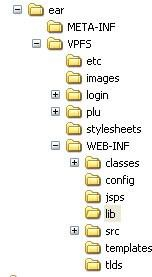 ear
META-INF
VPFS
etc
images
login
plu
stylesheets
WEB-INF
classes
config
jsps
lib
src
templates
tlds